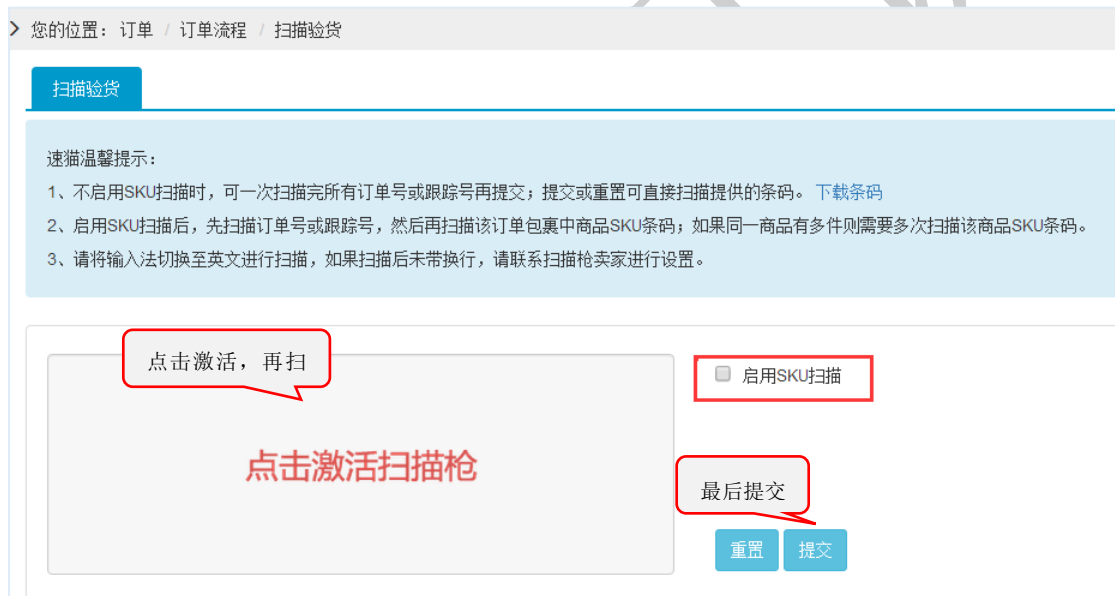 您的位置： 订单 / 订单流程 / 扫描验货
扫描验货
速猫温馨提示：
1、不启用SKU扫描时，可一次扫描完所有订单号或跟踪号再提交；提交或重置可直接扫描提供的条码。 下载条码
2、启用SKU扫描后，先扫描订单号或跟踪号，然后再扫描该订单包裹中商品SKU条码；如果同一商品有多件则需要多次扫描该商品SKU条码。
3、请将输入法切换至英文进行扫描，如果扫描后未带换行，请联系扫描枪卖家进行设置。
点击激活，再扫
启用SKU扫描
点击激活扫描枪
最后提交
重置 提交